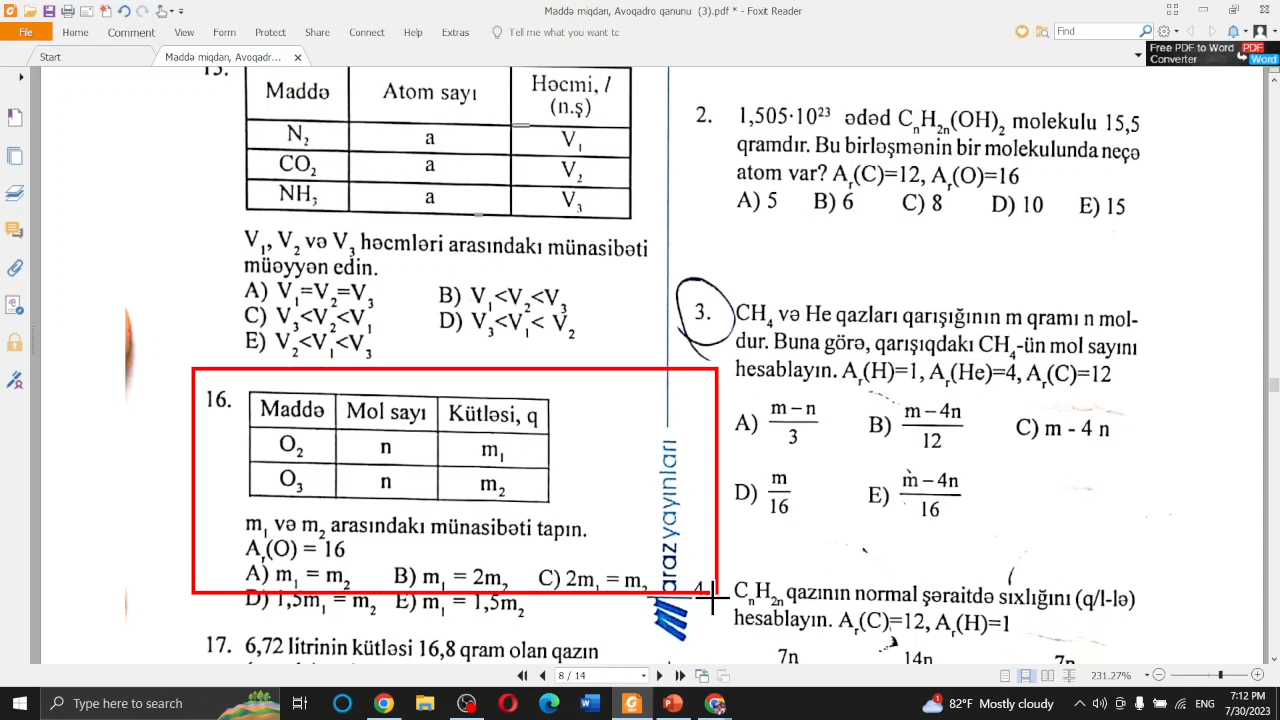 Maddə miqdarı, Avoqadro qanunu (3).pdf * - Foxit Reader
File Home Comment View Form Protect Share Connect Help Extras Tell me what you want to Find
Start Maddə miqdarı, Avoqadr...
Free PDF to Word PDF
Converter Word
15.
Maddə Atom sayı Həcmi, l (n.ş)
N₂ a V₁
CO₂ a V₂
NH₃ a V₃
V₁, V₂ və V₃ həcmləri arasındakı münasibəti
müəyyən edin.
A) V₁=V₂=V₃ B) V₁<V₂<V₃
C) V₃<V₂<V₁ D) V₃<V₁< V₂
E) V₂<V₁<V₃
16.
Maddə Mol sayı Kütləsi, q
O₂ n m₁
O₃ n m₂
m₁ və m₂ arasındakı münasibəti tapın.
Aᵣ(O) = 16
A) m₁ = m₂ B) m₁ = 2m₂ C) 2m₁ = m₂
D) 1,5m₁ = m₂ E) m₁ = 1,5m₂
17. 6,72 litrinin kütləsi 16,8 qram olan qazın
araz yayınları
2. 1,505·10²³ ədəd CₙH₂ₙ(OH)₂ molekulu 15,5
qramdır. Bu birləşmənin bir molekulunda neçə
atom var? Aᵣ(C)=12, Aᵣ(O)=16
A) 5 B) 6 C) 8 D) 10 E) 15
3. CH₄ və He qazları qarışığının m qramı n mol-
dur. Buna görə, qarışıqdakı CH₄-ün mol sayını
hesablayın. Aᵣ(H)=1, Aᵣ(He)=4, Aᵣ(C)=12
A) (m – n)/3 B) (m – 4n)/12 C) m - 4 n
D) m/16 E) (m – 4n)/16
4. CₙH₂ₙ qazının normal şəraitdə sıxlığını (q/l-lə)
hesablayın. Aᵣ(C)=12, Aᵣ(H)=1
7n 14n 7n
8 / 14 231.27%
Type here to search 82°F Mostly cloudy 7:12 PM
7/30/2023